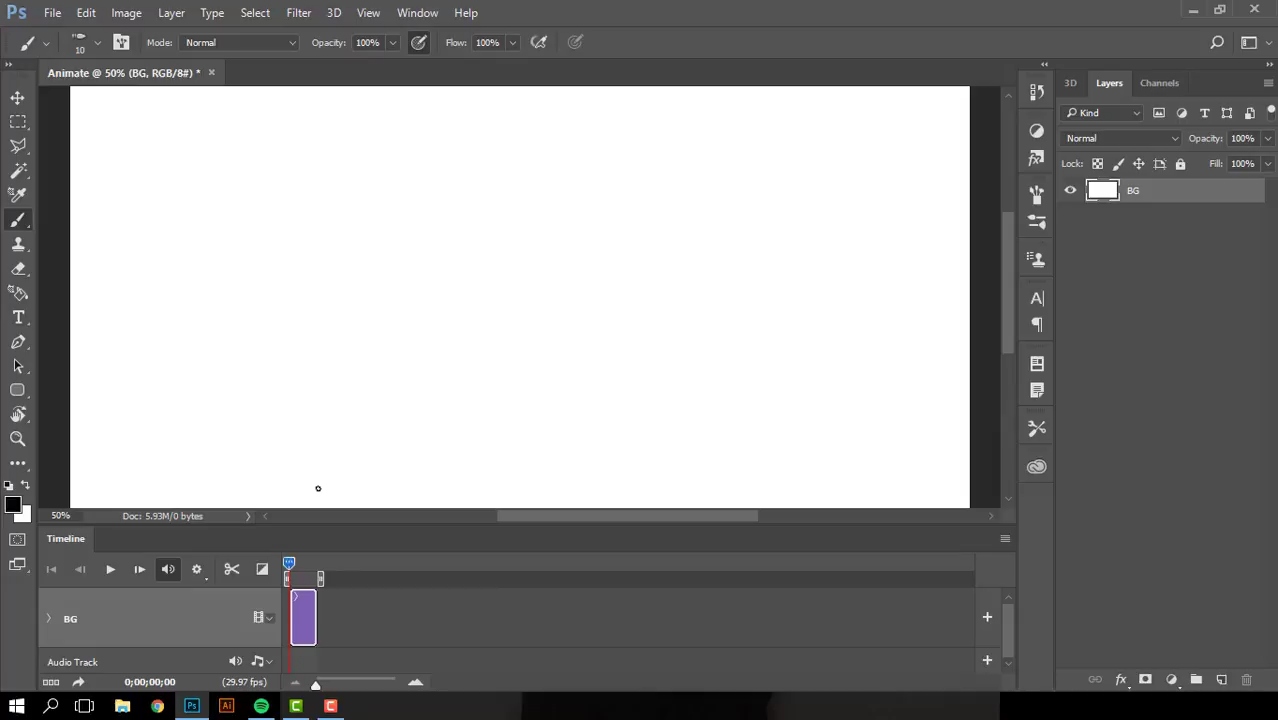 Ps File Edit Image Layer Type Select Filter 3D View Window Help
10 Mode: Normal Opacity: 100% Flow: 100%
Animate @ 50% (BG, RGB/8#) * ×
3D Layers Channels
Kind
Normal Opacity: 100%
Lock: Fill: 100%
BG
50% Doc: 5.93M/0 bytes
Timeline
BG
Audio Track
0;00;00;00 (29.97 fps)
Ps Ai C C